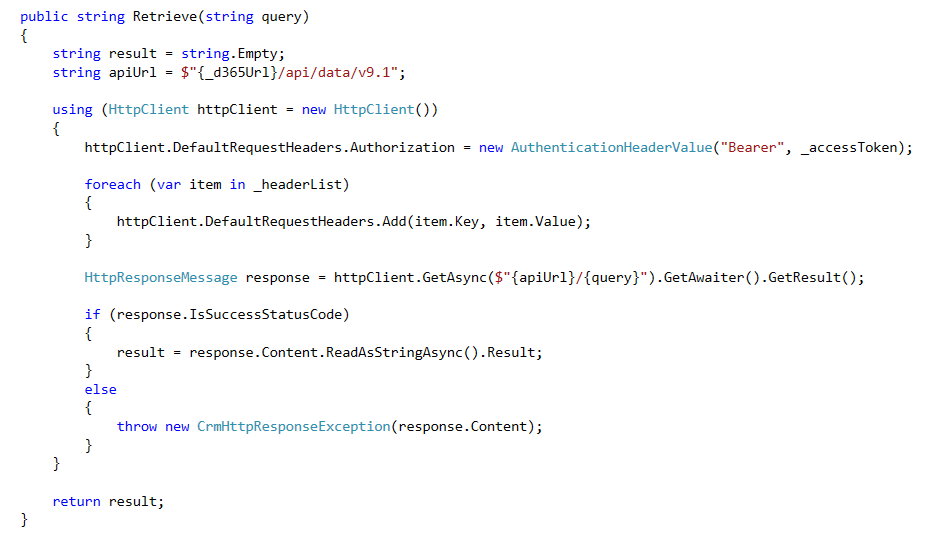 public string Retrieve(string query)
{
    string result = string.Empty;
    string apiUrl = $"{_d365Url}/api/data/v9.1";

    using (HttpClient httpClient = new HttpClient())
    {
        httpClient.DefaultRequestHeaders.Authorization = new AuthenticationHeaderValue("Bearer", _accessToken);

        foreach (var item in _headerList)
        {
            httpClient.DefaultRequestHeaders.Add(item.Key, item.Value);
        }

        HttpResponseMessage response = httpClient.GetAsync($"{apiUrl}/{query}").GetAwaiter().GetResult();

        if (response.IsSuccessStatusCode)
        {
            result = response.Content.ReadAsStringAsync().Result;
        }
        else
        {
            throw new CrmHttpResponseException(response.Content);
        }
    }

    return result;
}